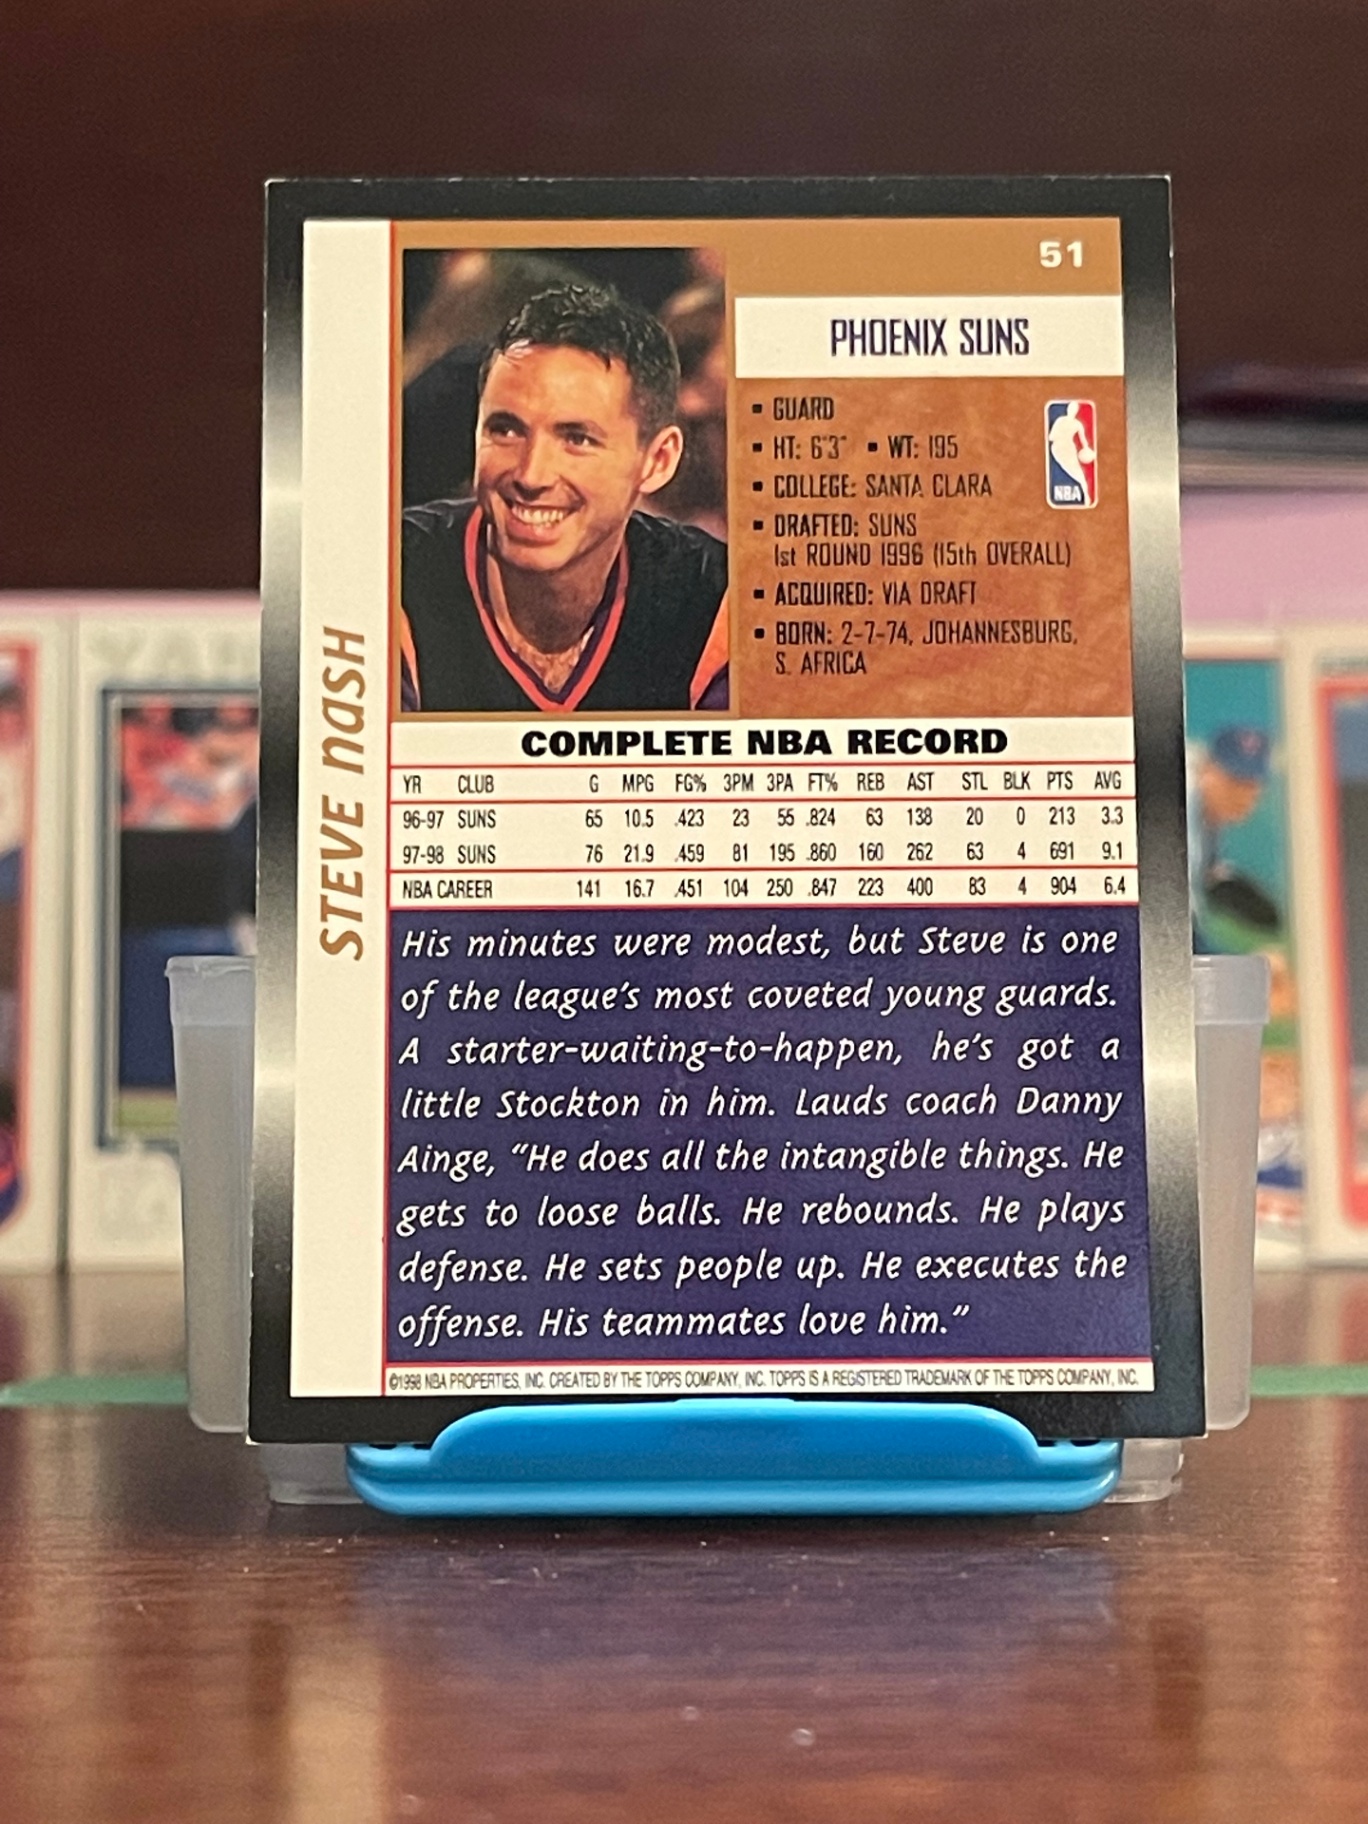 51
PHOENIX SUNS
▪ GUARD
▪ HT: 6'3" ▪ WT: 195
▪ COLLEGE: SANTA CLARA
▪ DRAFTED: SUNS
1st ROUND 1996 (15th OVERALL)
▪ ACQUIRED: VIA DRAFT
▪ BORN: 2-7-74, JOHANNESBURG,
S. AFRICA
NBA
STEVE NaSH
COMPLETE NBA RECORD
YR CLUB G MPG FG% 3PM 3PA FT% REB AST STL BLK PTS AVG
96-97 SUNS 65 10.5 .423 23 55 .824 63 138 20 0 213 3.3
97-98 SUNS 76 21.9 .459 81 195 .860 160 262 63 4 691 9.1
NBA CAREER 141 16.7 .451 104 250 .847 223 400 83 4 904 6.4
His minutes were modest, but Steve is one
of the league's most coveted young guards.
A starter-waiting-to-happen, he's got a
little Stockton in him. Lauds coach Danny
Ainge, "He does all the intangible things. He
gets to loose balls. He rebounds. He plays
defense. He sets people up. He executes the
offense. His teammates love him."
©1998 NBA PROPERTIES, INC. CREATED BY THE TOPPS COMPANY, INC. TOPPS IS A REGISTERED TRADEMARK OF THE TOPPS COMPANY, INC.